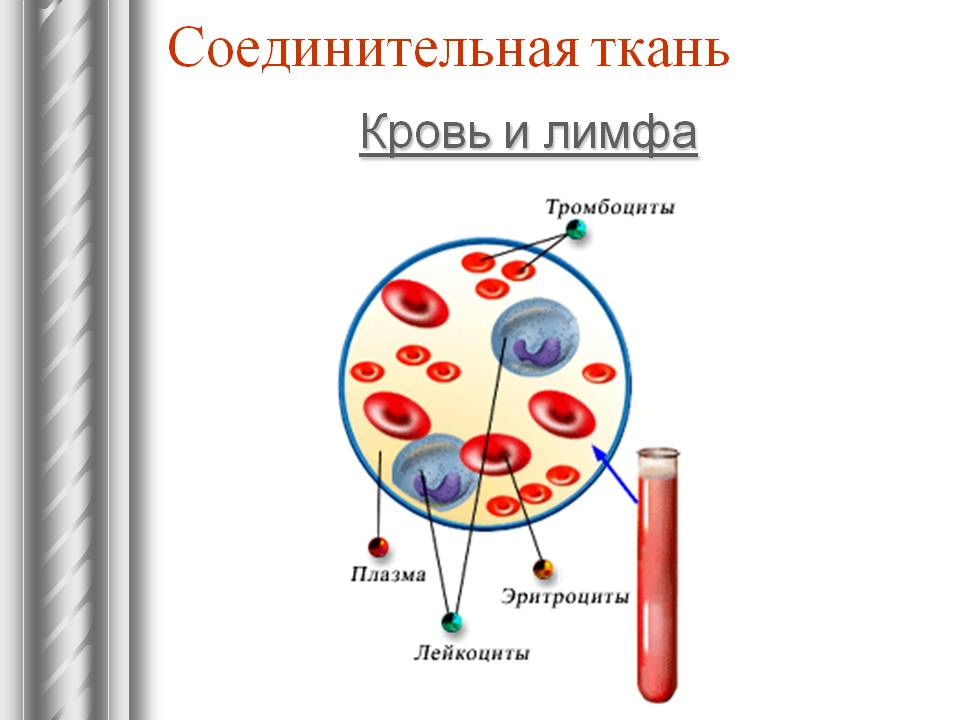 Соединительная ткань
Кровь и лимфа
Тромбоциты
Плазма
Эритроциты
Лейкоциты